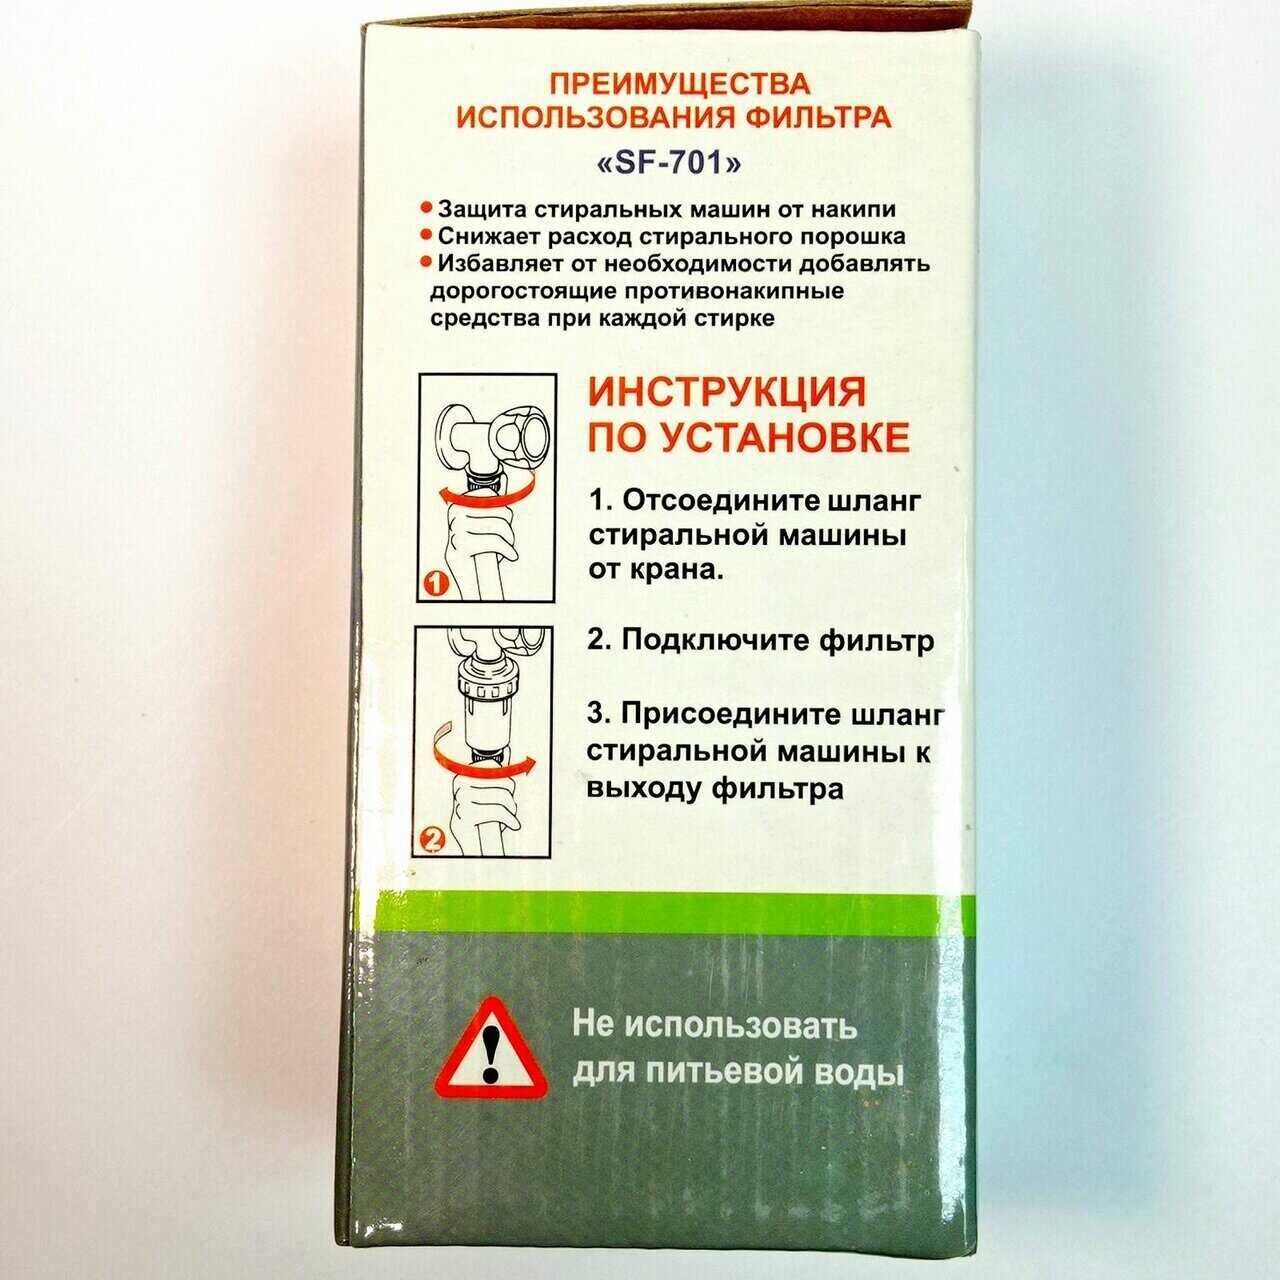 ПРЕИМУЩЕСТВА
ИСПОЛЬЗОВАНИЯ ФИЛЬТРА
«SF-701»
• Защита стиральных машин от накипи
• Снижает расход стирального порошка
• Избавляет от необходимости добавлять
дорогостоящие противонакипные
средства при каждой стирке
ИНСТРУКЦИЯ
ПО УСТАНОВКЕ
1. Отсоедините шланг
стиральной машины
от крана.
1
2. Подключите фильтр
3. Присоедините шланг
стиральной машины к
выходу фильтра
2
Не использовать
для питьевой воды